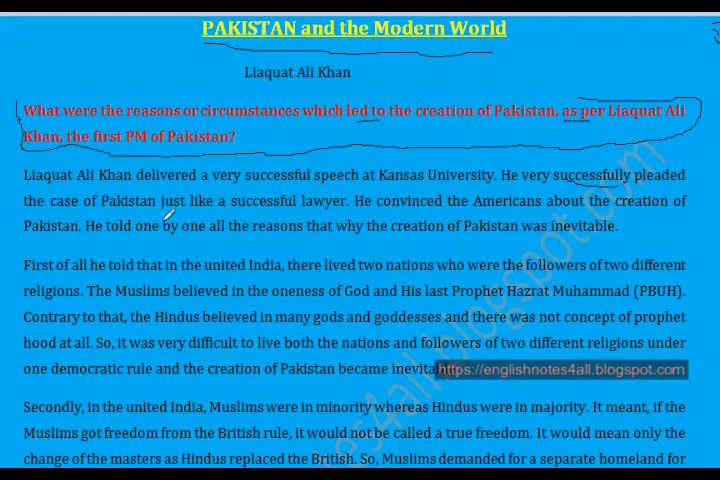 PAKISTAN and the Modern World
Liaquat Ali Khan
What were the reasons or circumstances which led to the creation of Pakistan, as per Liaquat Ali
Khan, the first PM of Pakistan?
Liaquat Ali Khan delivered a very successful speech at Kansas University. He very successfully pleaded
the case of Pakistan just like a successful lawyer. He convinced the Americans about the creation of
Pakistan. He told one by one all the reasons that why the creation of Pakistan was inevitable.
First of all he told that in the united India, there lived two nations who were the followers of two different
religions. The Muslims believed in the oneness of God and His last Prophet Hazrat Muhammad (PBUH).
Contrary to that, the Hindus believed in many gods and goddesses and there was not concept of prophet
hood at all. So, it was very difficult to live both the nations and followers of two different religions under
one democratic rule and the creation of Pakistan became
https://englishnotes4all.blogspot.com
Secondly, in the united India, Muslims were in minority whereas Hindus were in majority. It meant, if the
Muslims got freedom from the British rule, it would not be called a true freedom. It would mean only the
change of the masters as Hindus replaced the British. So, Muslims demanded for a separate homeland for